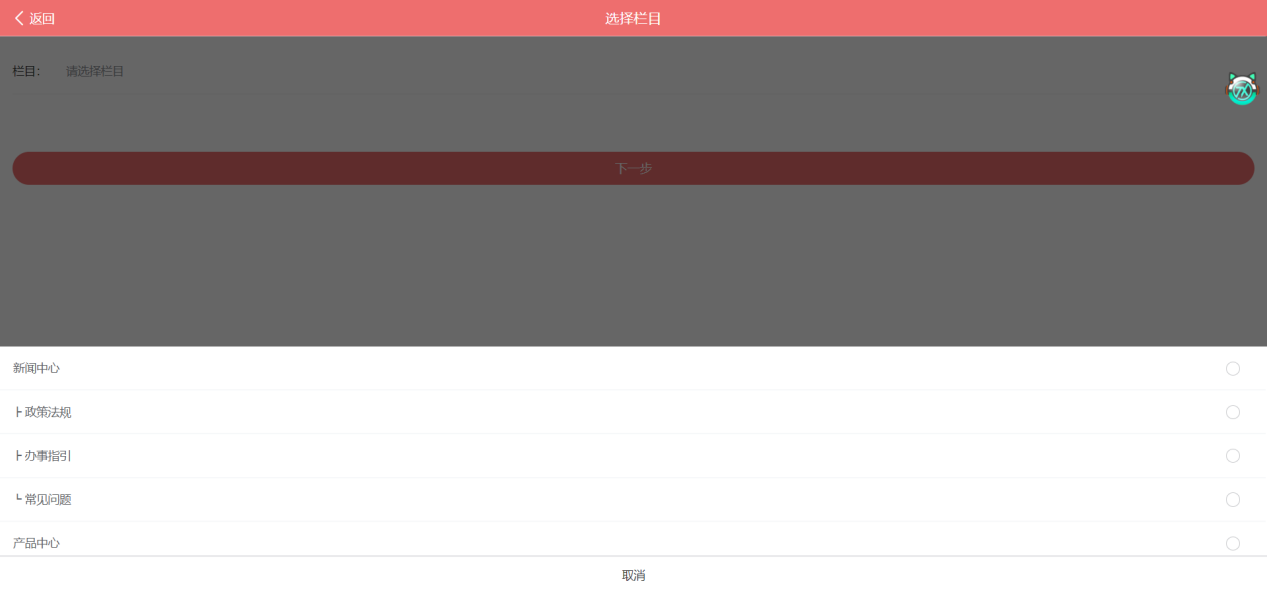 返回
选择栏目
栏目：
请选择栏目
下一步
新闻中心
┝ 政策法规
┝ 办事指引
┕ 常见问题
产品中心
取消